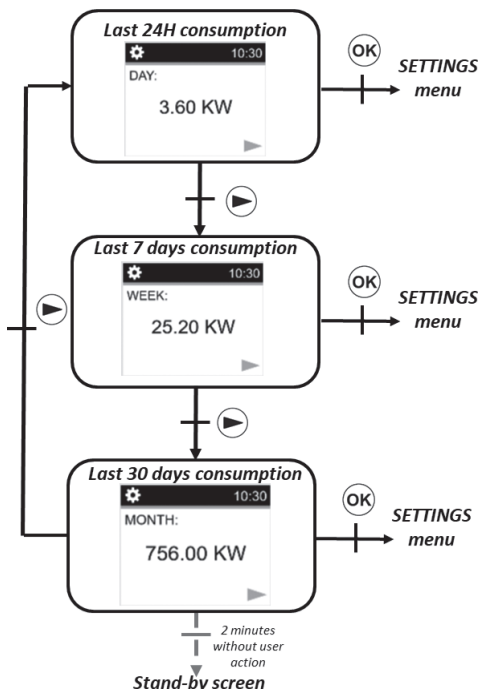 Last 24H consumption
10:30
DAY:
3.60 KW
OK
SETTINGS
menu
Last 7 days consumption
10:30
WEEK:
25.20 KW
OK
SETTINGS
menu
Last 30 days consumption
10:30
MONTH:
756.00 KW
OK
SETTINGS
menu
2 minutes
without user
action
Stand-by screen